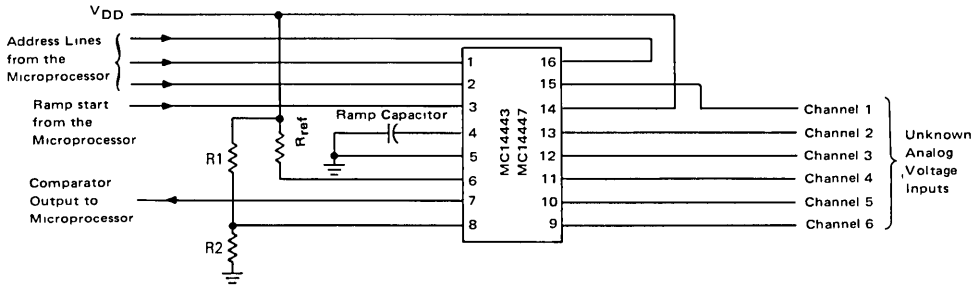 VDD
Address Lines
from the
Microprocessor
Ramp start
from the
Microprocessor
Comparator
Output to
Microprocessor
R1
R2
Rref
Ramp Capacitor
1
2
3
4
5
6
7
8
MC14443
MC14447
16
15
14
13
12
11
10
9
Channel 1
Channel 2
Channel 3
Channel 4
Channel 5
Channel 6
Unknown
Analog
Voltage
Inputs